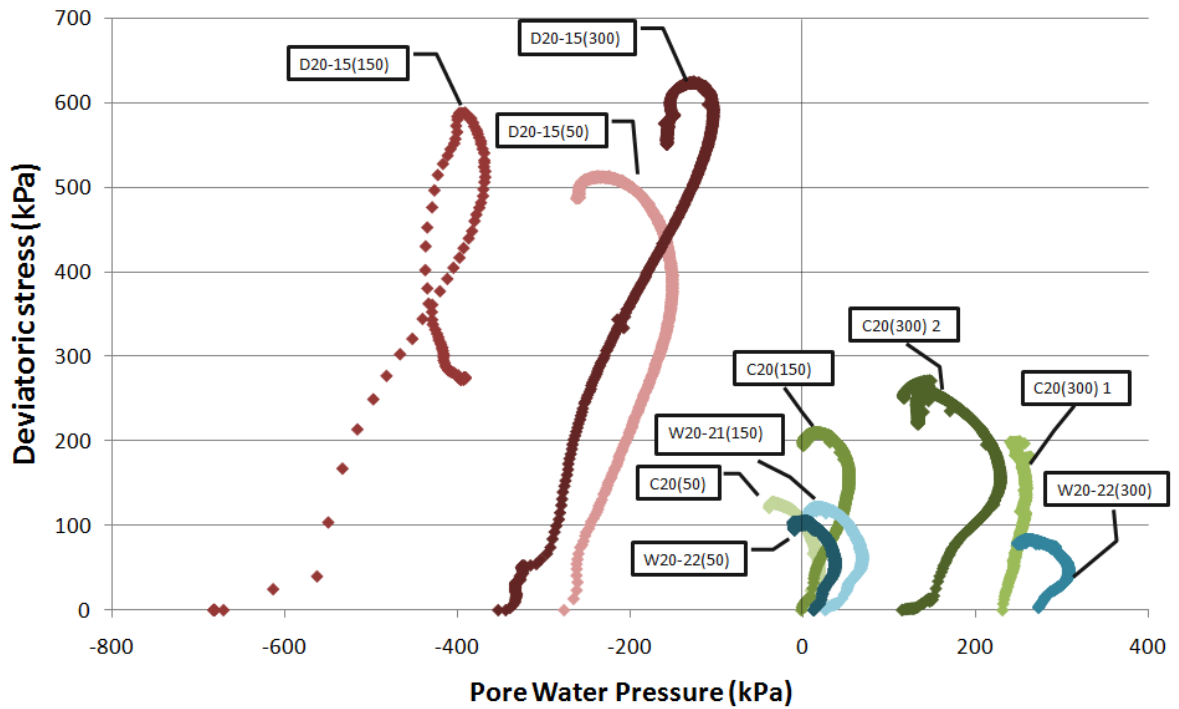 700
600
500
400
300
200
100
0
Deviatoric stress (kPa)
D20-15(150)
D20-15(300)
D20-15(50)
C20(300) 2
C20(150)
C20(300) 1
W20-21(150)
C20(50)
W20-22(300)
W20-22(50)
-800 -600 -400 -200 0 200 400
Pore Water Pressure (kPa)